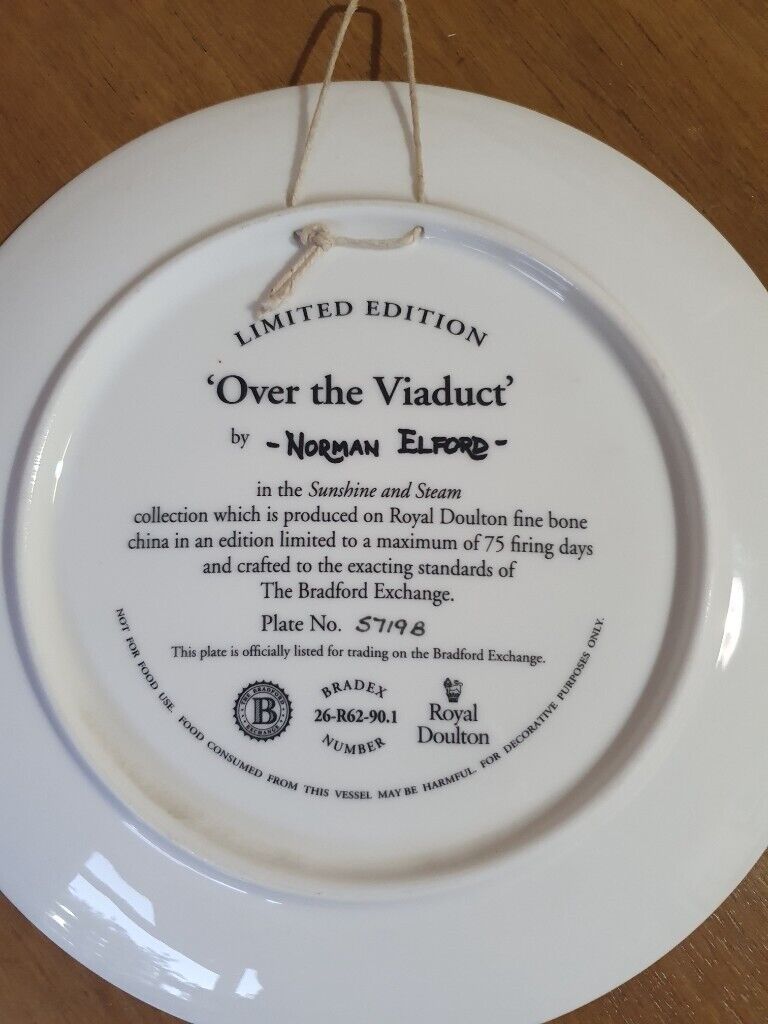 LIMITED EDITION
‘Over the Viaduct’
by - NORMAN ELFORD -
in the Sunshine and Steam
collection which is produced on Royal Doulton fine bone
china in an edition limited to a maximum of 75 firing days
and crafted to the exacting standards of
The Bradford Exchange.
Plate No. 5719B
This plate is officially listed for trading on the Bradford Exchange.
THE BRADFORD
B
EXCHANGE
BRADEX
26-R62-90.1
NUMBER
Royal
Doulton
NOT FOR FOOD USE. FOOD CONSUMED FROM THIS VESSEL MAY BE HARMFUL. FOR DECORATIVE PURPOSES ONLY.